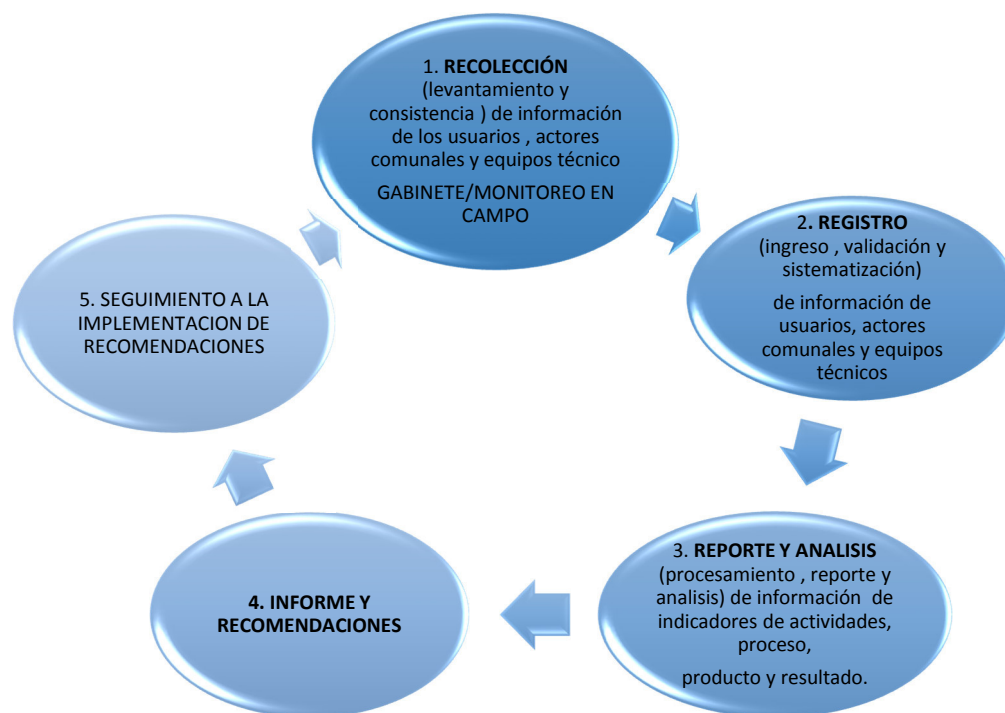 1. RECOLECCIÓN
(levantamiento y
consistencia ) de información
de los usuarios , actores
comunales y equipos técnico
GABINETE/MONITOREO EN
CAMPO
2. REGISTRO
(ingreso , validación y
sistematización)
de información de
usuarios, actores
comunales y equipos
técnicos
3. REPORTE Y ANALISIS
(procesamiento , reporte y
analisis) de información de
indicadores de actividades,
proceso,
producto y resultado.
4. INFORME Y
RECOMENDACIONES
5. SEGUIMIENTO A LA
IMPLEMENTACION DE
RECOMENDACIONES